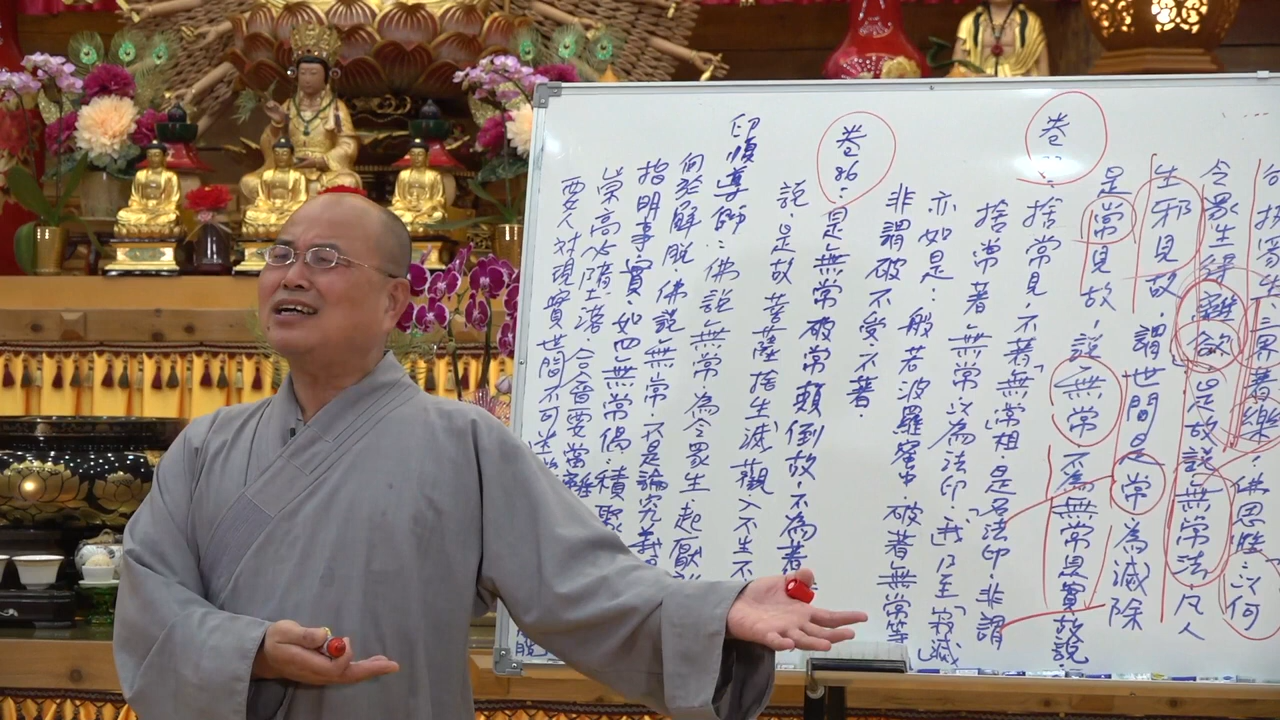 令眾生得離欲,是故說無常法,凡人
生邪見故,謂世間是常,為滅除
是常見故,說無常,不為無常是實故說
卷
捨常見,不著「無」常相,是名法印,非謂
捨常著無常,以為法印,「我」乃至「寂滅」
亦如是:般若波羅蜜中,破著無常等
非謂破不受不著.
卷86:是無常破常顛倒故,不為著
說,是故菩薩捨生滅觀,入不生不
印順導師:佛說無常,為令眾生起厭
向於解脫,佛說無常,不是論究
指明事實,如四無常偈,積聚
崇高必墮落,合會要當離
要人對現實世間不可